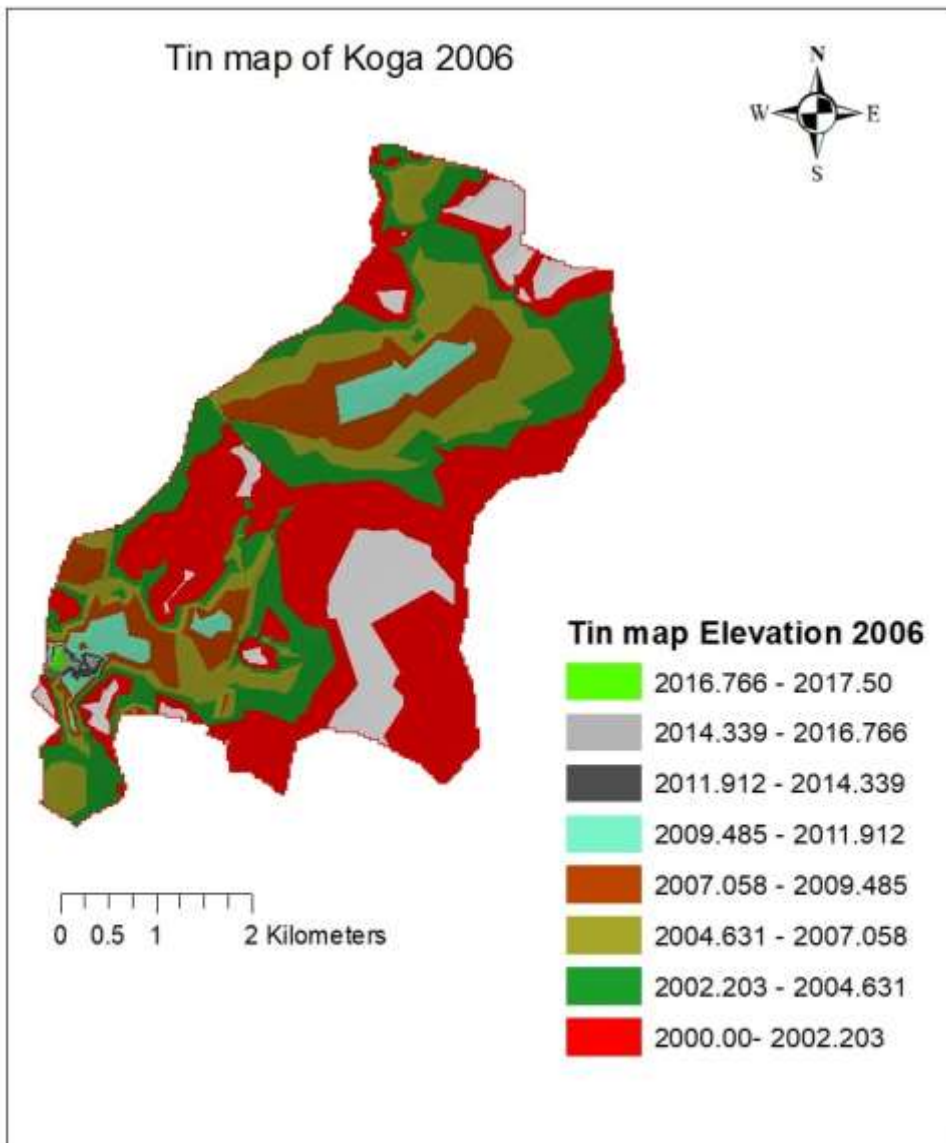 Tin map of Koga 2006
N
W E
S
Tin map Elevation 2006
2016.766 - 2017.50
2014.339 - 2016.766
2011.912 - 2014.339
2009.485 - 2011.912
2007.058 - 2009.485
2004.631 - 2007.058
2002.203 - 2004.631
2000.00- 2002.203
0 0.5 1 2 Kilometers